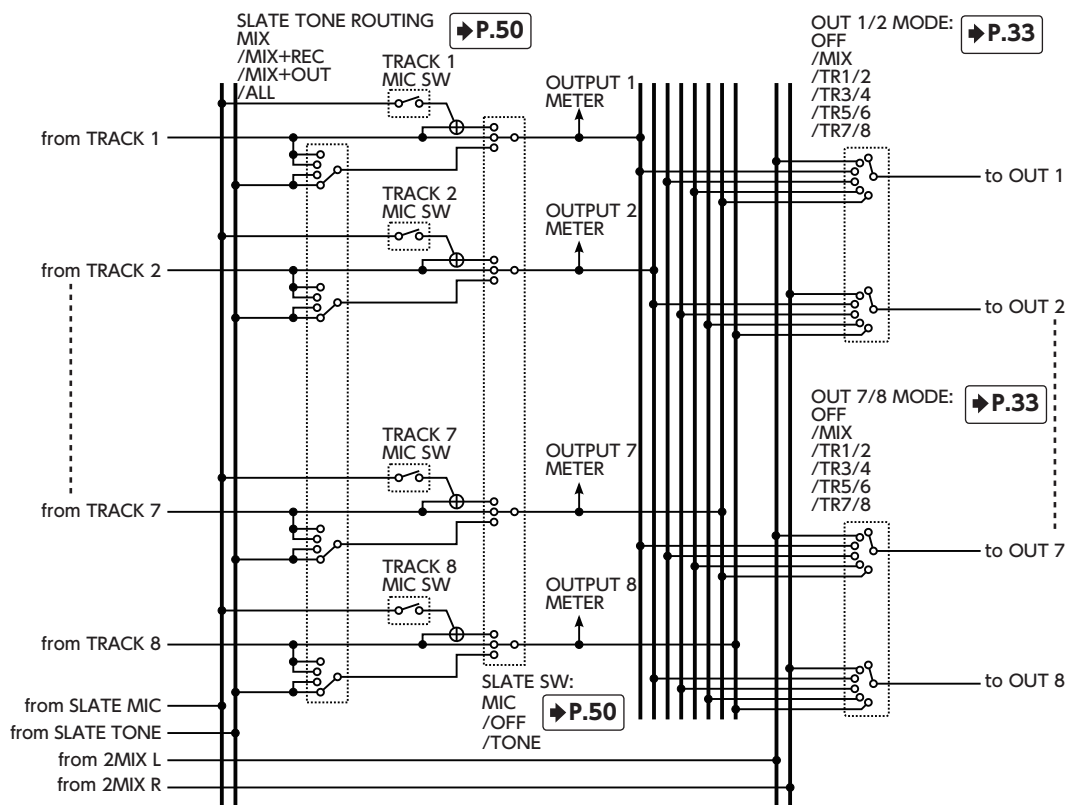 SLATE TONE ROUTING
MIX
/MIX+REC
/MIX+OUT
/ALL
P.50
TRACK 1
MIC SW
OUTPUT 1
METER
OUT 1/2 MODE:
OFF
/MIX
/TR1/2
/TR3/4
/TR5/6
/TR7/8
P.33
from TRACK 1
to OUT 1
TRACK 2
MIC SW
OUTPUT 2
METER
from TRACK 2
to OUT 2
OUT 7/8 MODE:
OFF
/MIX
/TR1/2
/TR3/4
/TR5/6
/TR7/8
P.33
TRACK 7
MIC SW
OUTPUT 7
METER
from TRACK 7
to OUT 7
TRACK 8
MIC SW
OUTPUT 8
METER
from TRACK 8
to OUT 8
SLATE SW:
MIC
/OFF
/TONE
P.50
from SLATE MIC
from SLATE TONE
from 2MIX L
from 2MIX R